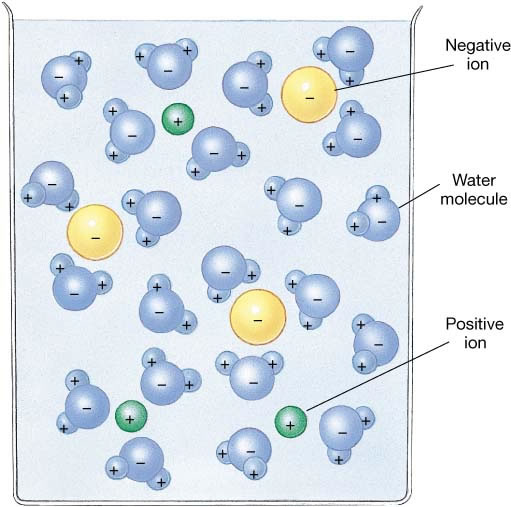 Negative
ion
Water
molecule
Positive
ion